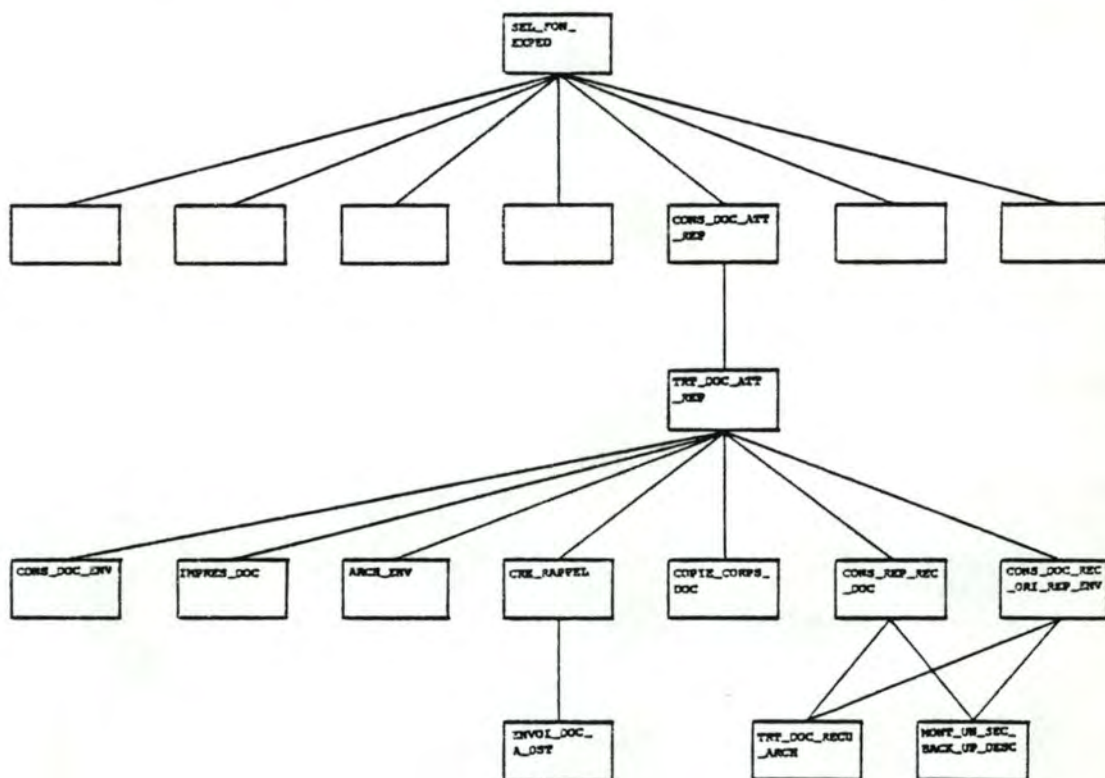 SEL_FON_
EXPED
CONS_DOC_ATT
_REP
TRT_DOC_ATT
_REP
CONS_DOC_ENV
IMPRES_DOC
ARCH_ENV
CRE_RAPPEL
COPIE_CORPS_
DOC
CONS_REP_REC
_DOC
CONS_DOC_REC
_ORI_REP_ENV
ENVOI_DOC_
A_DST
TRT_DOC_RECU
_ARCH
MONT_UN_SEC_
BACK_UP_DESC